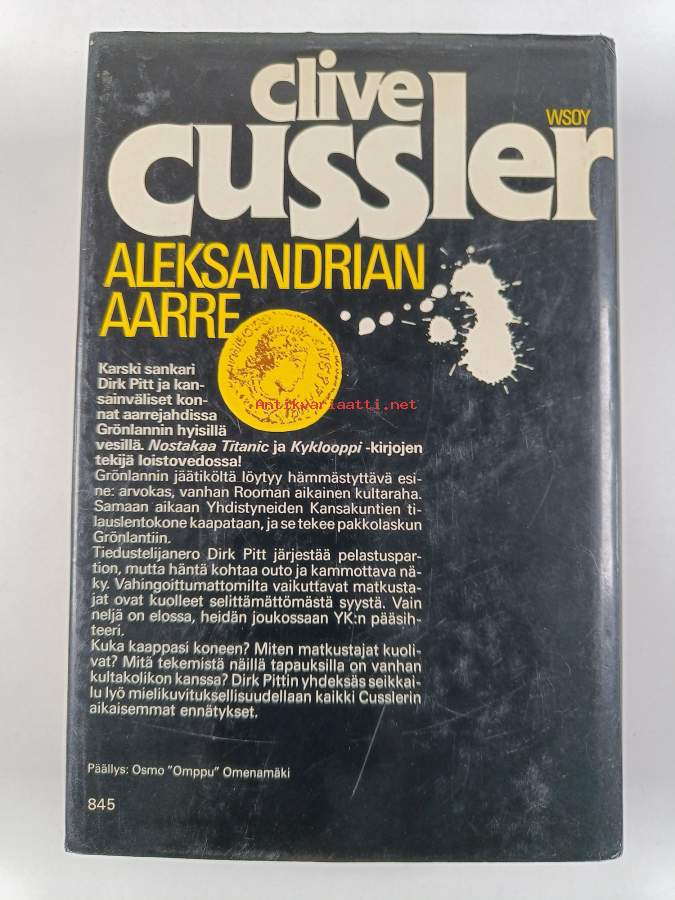 clive
cussler
WSOY
ALEKSANDRIAN
AARRE
Karski sankari
Dirk Pitt ja kan-
sainväliset kon-
nat aarrejahdissa
Grönlannin hyisillä
vesillä. Nostakaa Titanic ja Kyklooppi -kirjojen
tekijä loistovedossa!
Antikvariaatti.net
Grönlannin jäätiköltä löytyy hämmästyttävä esi-
ne: arvokas, vanhan Rooman aikainen kultaraha.
Samaan aikaan Yhdistyneiden Kansakuntien ti-
lauslentokone kaapataan, ja se tekee pakkolaskun
Grönlantiin.
Tiedustelijanero Dirk Pitt järjestää pelastuspar-
tion, mutta häntä kohtaa outo ja kammottava nä-
ky. Vahingoittumattomilta vaikuttavat matkusta-
jat ovat kuolleet selittämättömästä syystä. Vain
neljä on elossa, heidän joukossaan YK:n pääsih-
teeri.
Kuka kaappasi koneen? Miten matkustajat kuoli-
vat? Mitä tekemistä näillä tapauksilla on vanhan
kultakolikon kanssa? Dirk Pittin yhdeksäs seikkai-
lu lyö mielikuvituksellisuudellaan kaikki Cusslerin
aikaisemmat ennätykset.
Päällys: Osmo "Omppu" Omenamäki
845